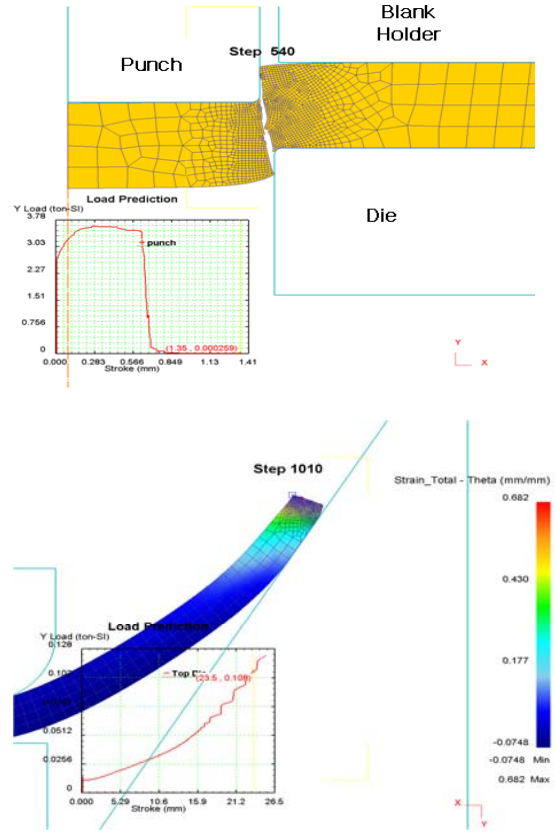 Blank
Holder
Step 540
Punch
Die
Load Prediction
Y Load (ton-SI)
3.78
3.03
2.27
1.51
0.756
0
punch
(1.35 , 0.000259)
0.000 0.283 0.566 0.849 1.13 1.41
Stroke (mm)
Y
X
Step 1010
Strain_Total - Theta (mm/mm)
0.682
0.430
0.177
-0.0748
-0.0748 Min
0.682 Max
Load Prediction
Y Load (ton-SI)
0.128
0.0512
0.0256
0
Top
(23.5 , 0.108)
0.000 5.29 10.6 15.9 21.2 26.5
Stroke (mm)
X
Y